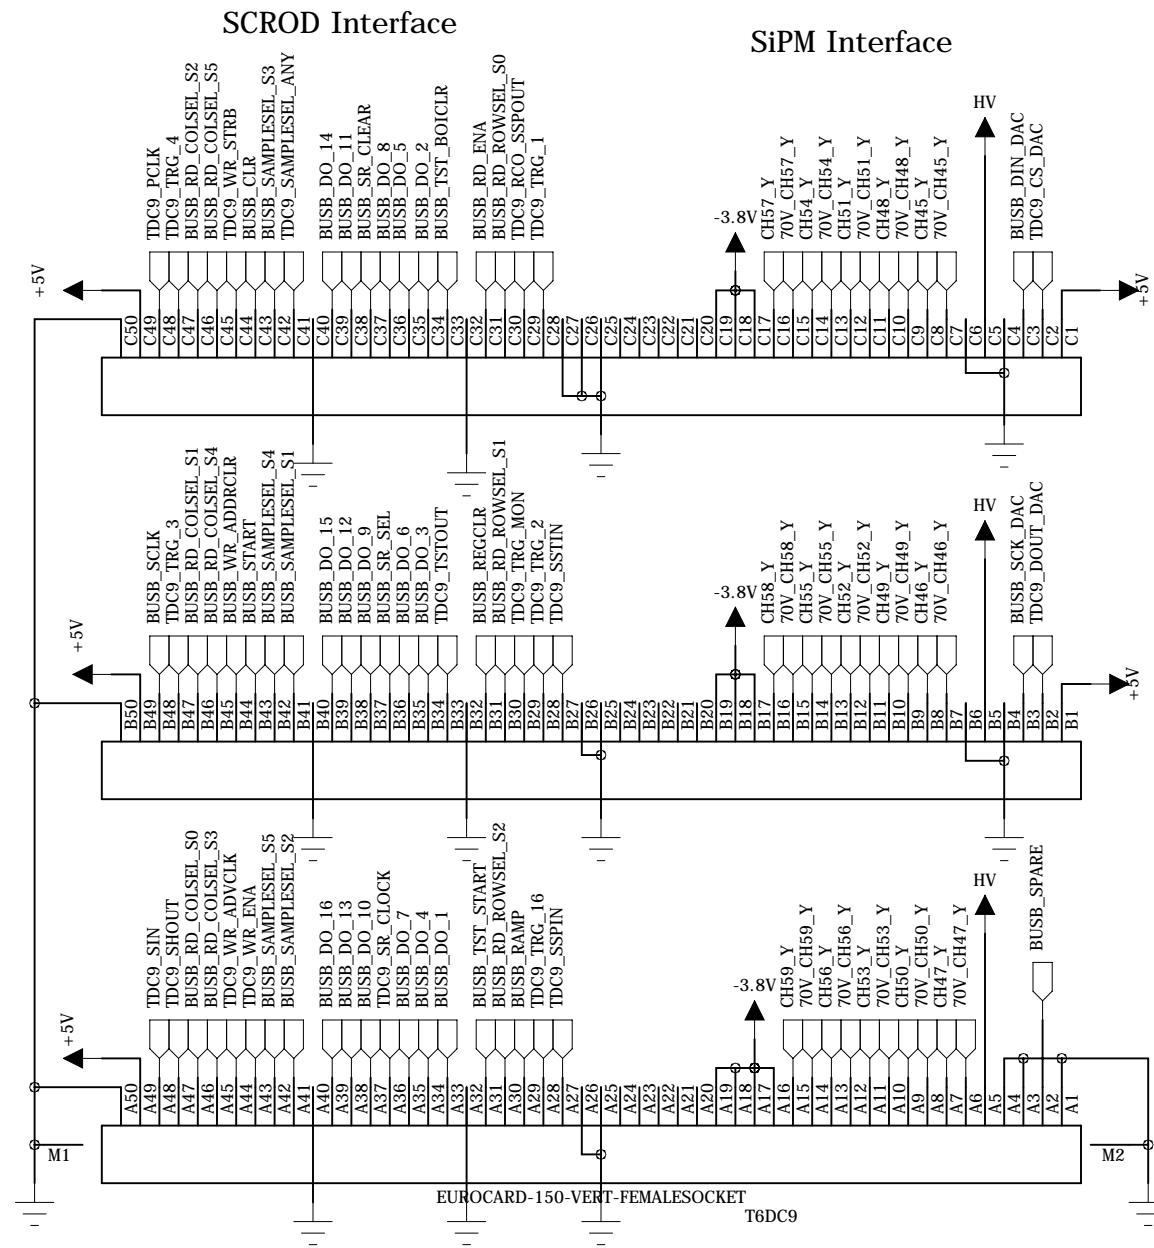 SCROD Interface
SiPM Interface
TDC9_PCLK
TDC9_TRG_4
BUSB_RD_COLSEL_S2
BUSB_RD_COLSEL_S5
TDC9_WR_STRB
BUSB_CLR
BUSB_SAMPLESEL_S3
TDC9_SAMPLESEL_ANY
BUSB_DO_14
BUSB_DO_11
BUSB_SR_CLEAR
BUSB_DO_8
BUSB_DO_5
BUSB_DO_2
BUSB_TST_BOICLR
BUSB_RD_ENA
BUSB_RD_ROWSEL_S0
TDC9_RCO_SSPOUT
TDC9_TRG_1
-3.8V
CH57_Y
70V_CH57_Y
CH54_Y
70V_CH54_Y
CH51_Y
70V_CH51_Y
CH48_Y
70V_CH48_Y
CH45_Y
70V_CH45_Y
HV
BUSB_DIN_DAC
TDC9_CS_DAC
+5V
+5V
C50
C49
C48
C47
C46
C45
C44
C43
C42
C41
C40
C39
C38
C37
C36
C35
C34
C33
C32
C31
C30
C29
C28
C27
C26
C25
C24
C23
C22
C21
C20
C19
C18
C17
C16
C15
C14
C13
C12
C11
C10
C9
C8
C7
C6
C5
C4
C3
C2
C1
BUSB_SCLK
TDC9_TRG_3
BUSB_RD_COLSEL_S1
BUSB_RD_COLSEL_S4
BUSB_WR_ADDRCLR
BUSB_START
BUSB_SAMPLESEL_S4
BUSB_SAMPLESEL_S1
BUSB_DO_15
BUSB_DO_12
BUSB_DO_9
BUSB_SR_SEL
BUSB_DO_6
BUSB_DO_3
TDC9_TSTOUT
BUSB_REGCLR
BUSB_RD_ROWSEL_S1
TDC9_TRG_MON
TDC9_TRG_2
TDC9_SSTIN
-3.8V
CH58_Y
70V_CH58_Y
CH55_Y
70V_CH55_Y
CH52_Y
70V_CH52_Y
CH49_Y
70V_CH49_Y
CH46_Y
70V_CH46_Y
HV
BUSB_SCK_DAC
TDC9_DOUT_DAC
+5V
+5V
B50
B49
B48
B47
B46
B45
B44
B43
B42
B41
B40
B39
B38
B37
B36
B35
B34
B33
B32
B31
B30
B29
B28
B27
B26
B25
B24
B23
B22
B21
B20
B19
B18
B17
B16
B15
B14
B13
B12
B11
B10
B9
B8
B7
B6
B5
B4
B3
B2
B1
TDC9_SIN
TDC9_SHOUT
BUSB_RD_COLSEL_S0
BUSB_RD_COLSEL_S3
TDC9_WR_ADVCLK
TDC9_WR_ENA
BUSB_SAMPLESEL_S5
BUSB_SAMPLESEL_S2
BUSB_DO_16
BUSB_DO_13
BUSB_DO_10
TDC9_SR_CLOCK
BUSB_DO_7
BUSB_DO_4
BUSB_DO_1
BUSB_TST_START
BUSB_RD_ROWSEL_S2
BUSB_RAMP
TDC9_TRG_16
TDC9_SSPIN
-3.8V
CH59_Y
70V_CH59_Y
CH56_Y
70V_CH56_Y
CH53_Y
70V_CH53_Y
CH50_Y
70V_CH50_Y
CH47_Y
70V_CH47_Y
HV
BUSB_SPARE
+5V
A50
A49
A48
A47
A46
A45
A44
A43
A42
A41
A40
A39
A38
A37
A36
A35
A34
A33
A32
A31
A30
A29
A28
A27
A26
A25
A24
A23
A22
A21
A20
A19
A18
A17
A16
A15
A14
A13
A12
A11
A10
A9
A8
A7
A6
A5
A4
A3
A2
A1
M1
M2
EUROCARD-150-VERT-FEMALESOCKET
T6DC9